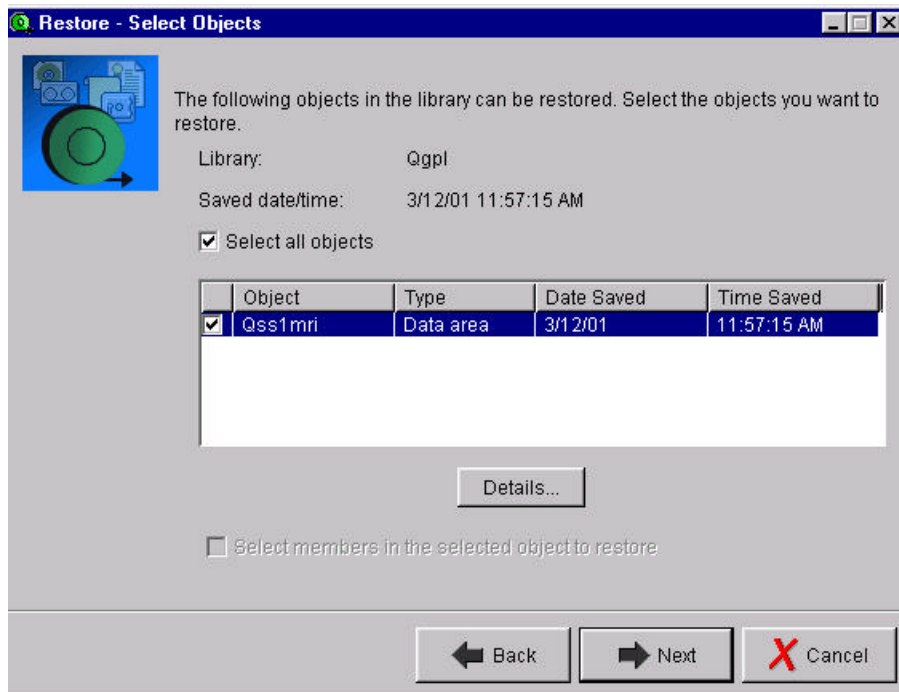 Restore - Select Objects
The following objects in the library can be restored. Select the objects you want to
restore.
Library: Qgpl
Saved date/time: 3/12/01 11:57:15 AM
Select all objects
Object Type Date Saved Time Saved
Qss1mri Data area 3/12/01 11:57:15 AM
Details...
Select members in the selected object to restore
Back Next Cancel